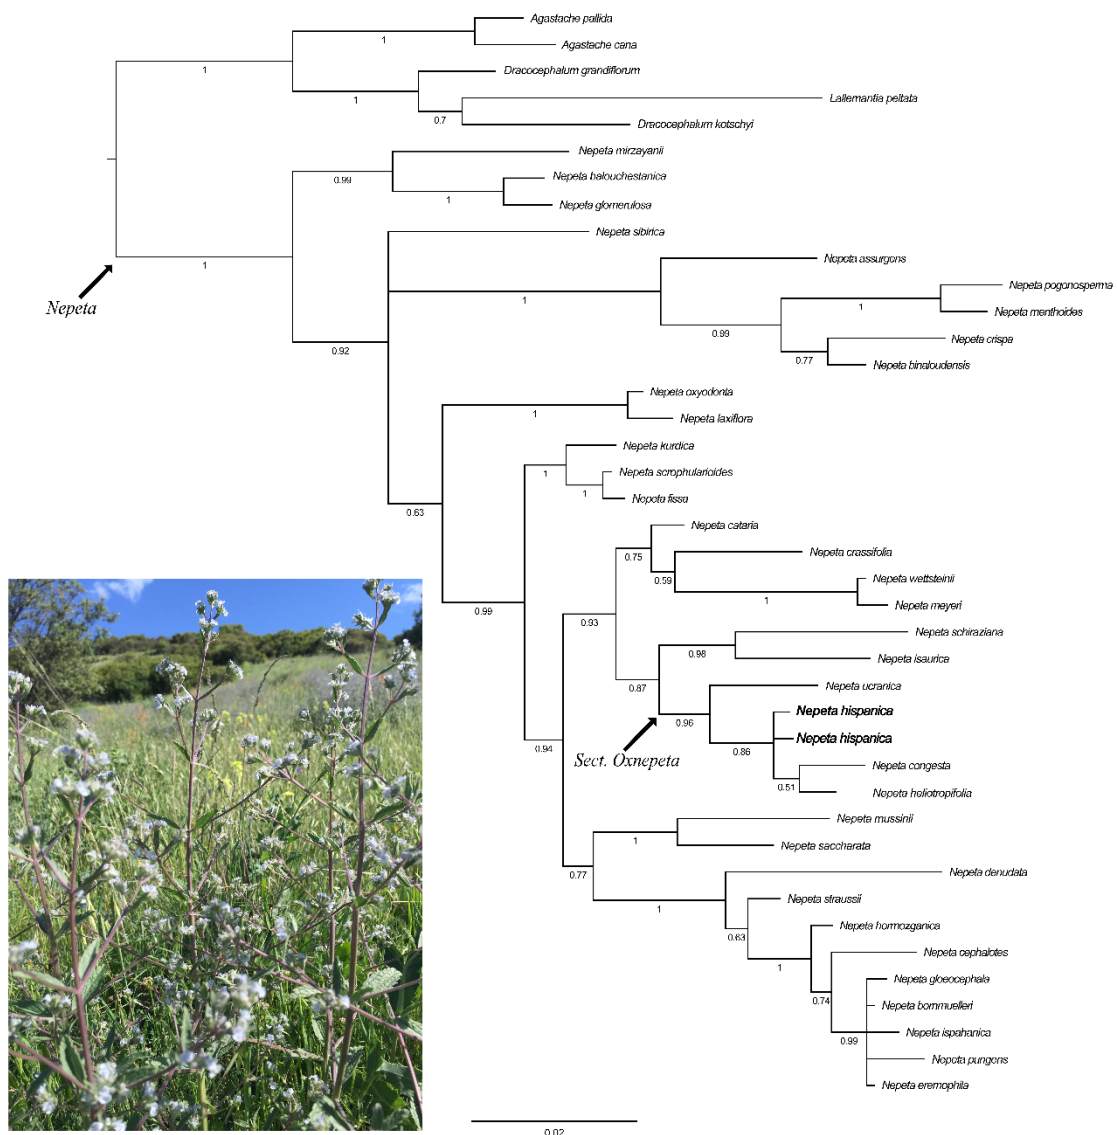 Agastache pallida
1
Agastache cana
1
Dracocephalum grandiflorum
1
Lallemantia peltata
0.7
Dracocephalum kotschyi
Nepeta mirzayanii
0.99
Nepeta balouchestanica
1
Nepeta glomerulosa
Nepeta sibirica
1
Nepeta assurgens
Nepeta
Nepeta pogonosperma
1
1
Nepeta menthoides
0.99
Nepeta crispa
0.92
0.77
Nepeta binaloudensis
Nepeta oxyodonta
1
Nepeta laxiflora
Nepeta kurdica
1
Nepeta scrophularioides
1
Nepeta fissa
0.63
Nepeta cataria
0.75
Nepeta crassifolia
0.59
Nepeta wettsteinii
1
Nepeta meyeri
0.99
0.93
Nepeta schiraziana
0.98
Nepeta isaurica
0.87
Nepeta ucranica
0.96
Nepeta hispanica
Nepeta hispanica
0.94
0.86
Sect. Oxnepeta
Nepeta congesta
0.51
Nepeta heliotropifolia
Nepeta mussinii
1
Nepeta saccharata
0.77
Nepeta denudata
1
Nepeta straussii
0.63
Nepeta hormozganica
1
Nepeta cephalotes
0.74
Nepeta gloeocephala
Nepeta bornmuelleri
Nepeta ispahanica
0.99
Nepeta pungens
Nepeta eremophila
0.02